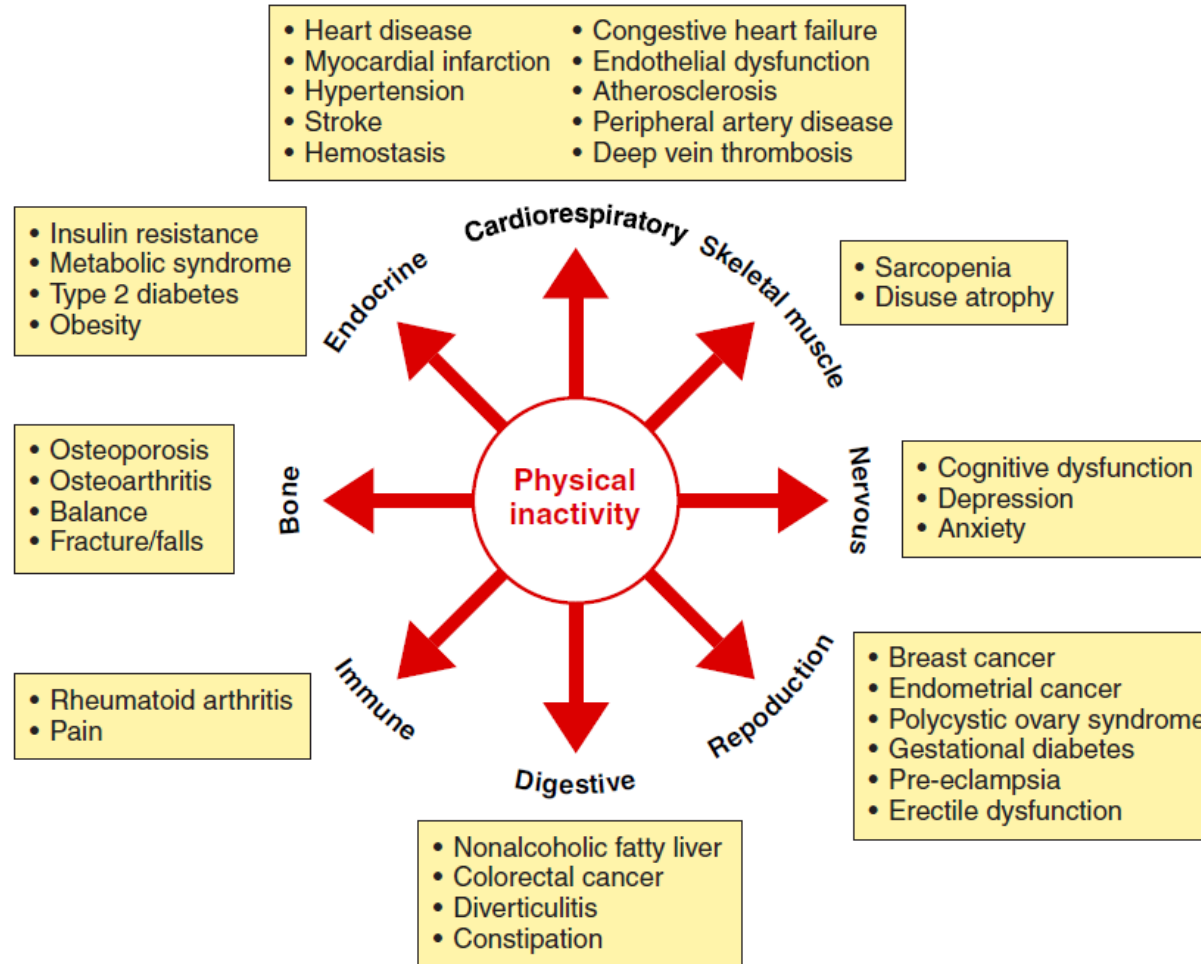 • Heart disease
• Myocardial infarction
• Hypertension
• Stroke
• Hemostasis
• Congestive heart failure
• Endothelial dysfunction
• Atherosclerosis
• Peripheral artery disease
• Deep vein thrombosis
Cardiorespiratory
Skeletal muscle
• Sarcopenia
• Disuse atrophy
Endocrine
• Insulin resistance
• Metabolic syndrome
• Type 2 diabetes
• Obesity
Physical
inactivity
Nervous
• Cognitive dysfunction
• Depression
• Anxiety
Bone
• Osteoporosis
• Osteoarthritis
• Balance
• Fracture/falls
Repoduction
• Breast cancer
• Endometrial cancer
• Polycystic ovary syndrome
• Gestational diabetes
• Pre-eclampsia
• Erectile dysfunction
Immune
• Rheumatoid arthritis
• Pain
Digestive
• Nonalcoholic fatty liver
• Colorectal cancer
• Diverticulitis
• Constipation